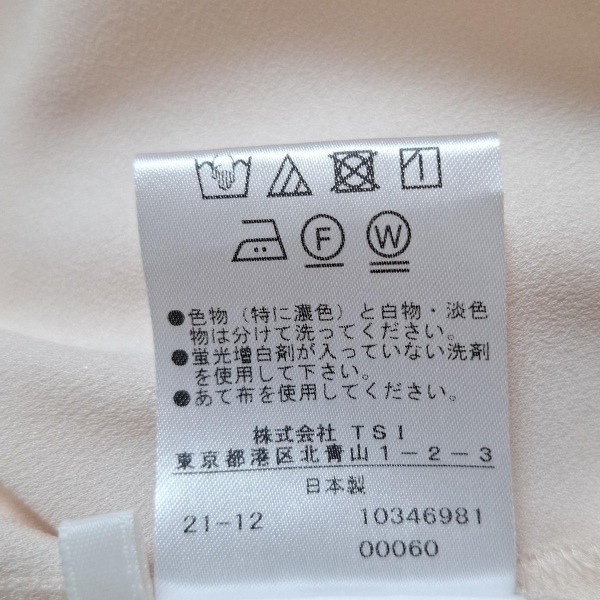 F W
●色物（特に濃色）と白物・淡色
物は分けて洗ってください。
●蛍光増白剤が入っていない洗剤
を使用して下さい。
●あて布を使用してください。
株式会社 TSI
東京都港区北青山1-2-3
日本製
21-12 10346981
00060